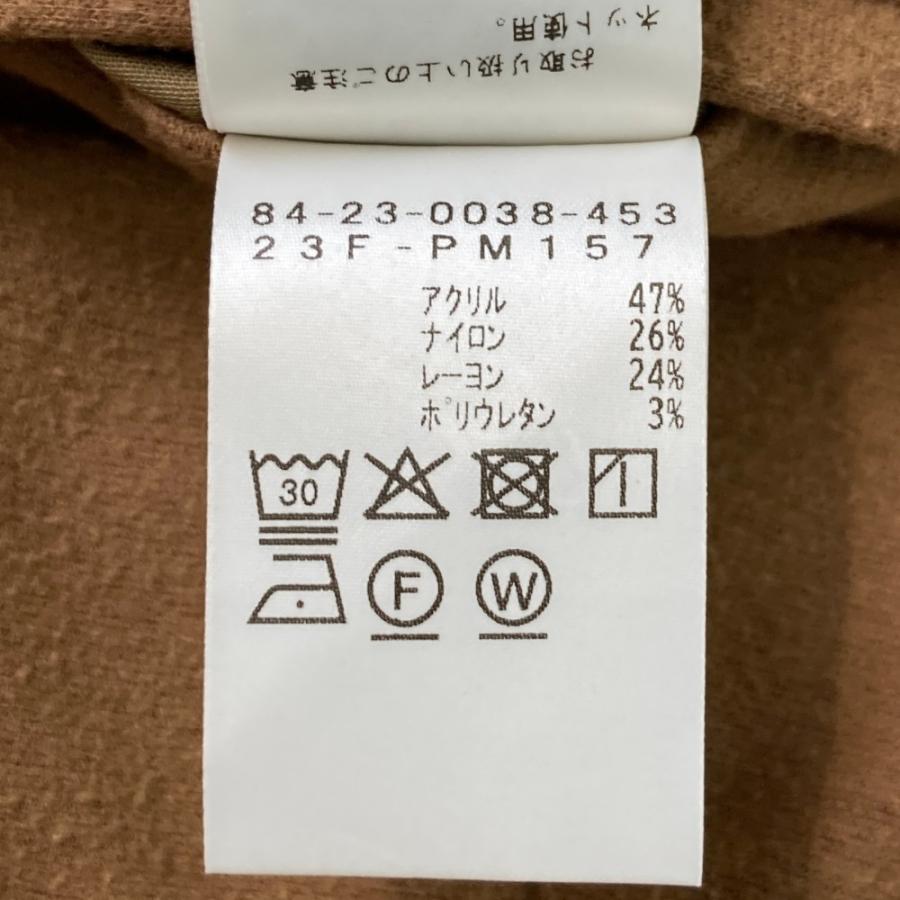 お取り扱い上のご注意
ネット使用。
84-23-0038-453
23F-PM157
アクリル 47%
ナイロン 26%
レーヨン 24%
ポリウレタン 3%
30
F W